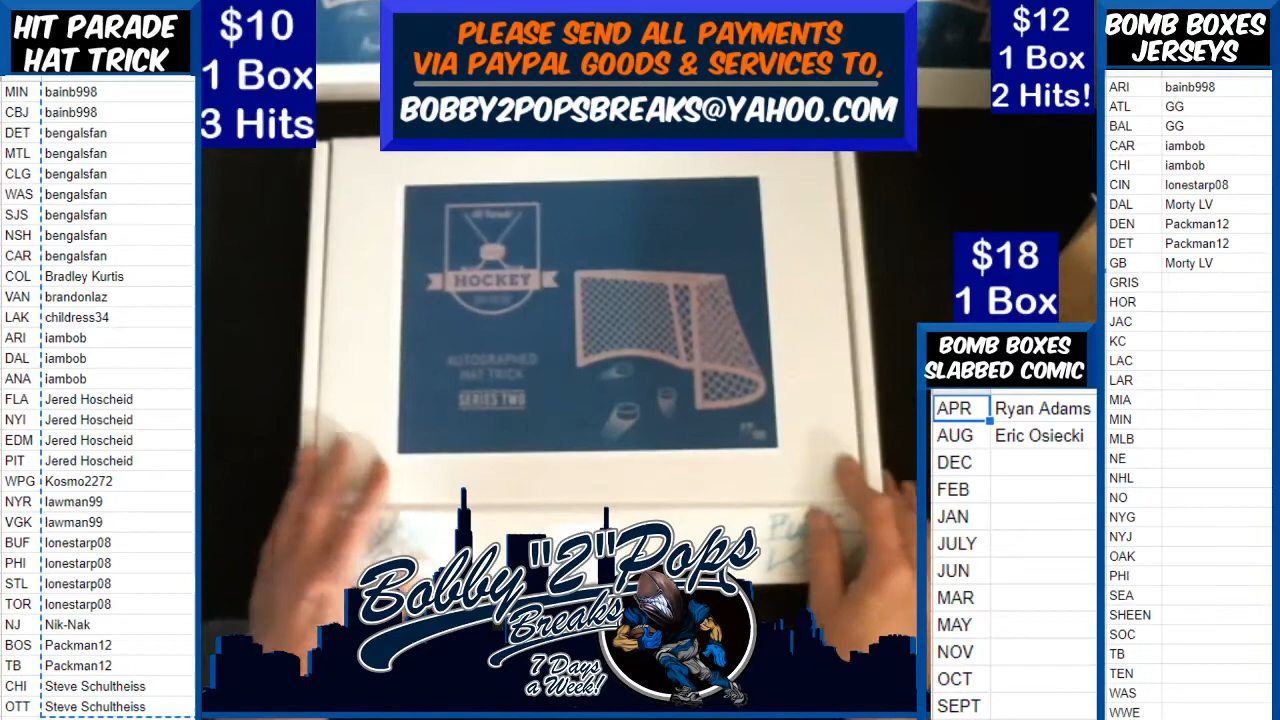 HIT PARADE
HAT TRICK
MIN bainb998
CBJ bainb998
DET bengalsfan
MTL bengalsfan
CLG bengalsfan
WAS bengalsfan
SJS bengalsfan
NSH bengalsfan
CAR bengalsfan
COL Bradley Kurtis
VAN brandonlaz
LAK childress34
ARI iambob
DAL iambob
ANA iambob
FLA Jered Hoscheid
NYI Jered Hoscheid
EDM Jered Hoscheid
PIT Jered Hoscheid
WPG Kosmo2272
NYR lawman99
VGK lawman99
BUF lonestarp08
PHI lonestarp08
STL lonestarp08
TOR lonestarp08
NJ Nik-Nak
BOS Packman12
TB Packman12
CHI Steve Schultheiss
OTT Steve Schultheiss
$10
1 Box
3 Hits
PLEASE SEND ALL PAYMENTS
VIA PAYPAL GOODS & SERVICES TO,
BOBBY2POPSBREAKS@YAHOO.COM
HOCKEY
AUTOGRAPHED
HAT TRICK
SERIES TWO
Bobby "2" Pops
Breaks
7 Days
a Week!
$12
1 Box
2 Hits!
$18
1 Box
BOMB BOXES
SLABBED COMIC
APR Ryan Adams
AUG Eric Osiecki
DEC
FEB
JAN
JULY
JUN
MAR
MAY
NOV
OCT
SEPT
BOMB BOXES
JERSEYS
ARI bainb998
ATL GG
BAL GG
CAR iambob
CHI iambob
CIN lonestarp08
DAL Morty LV
DEN Packman12
DET Packman12
GB Morty LV
GRIS
HOR
JAC
KC
LAC
LAR
MIA
MIN
MLB
NE
NHL
NO
NYG
NYJ
OAK
PHI
SEA
SHEEN
SOC
TB
TEN
WAS
WWE